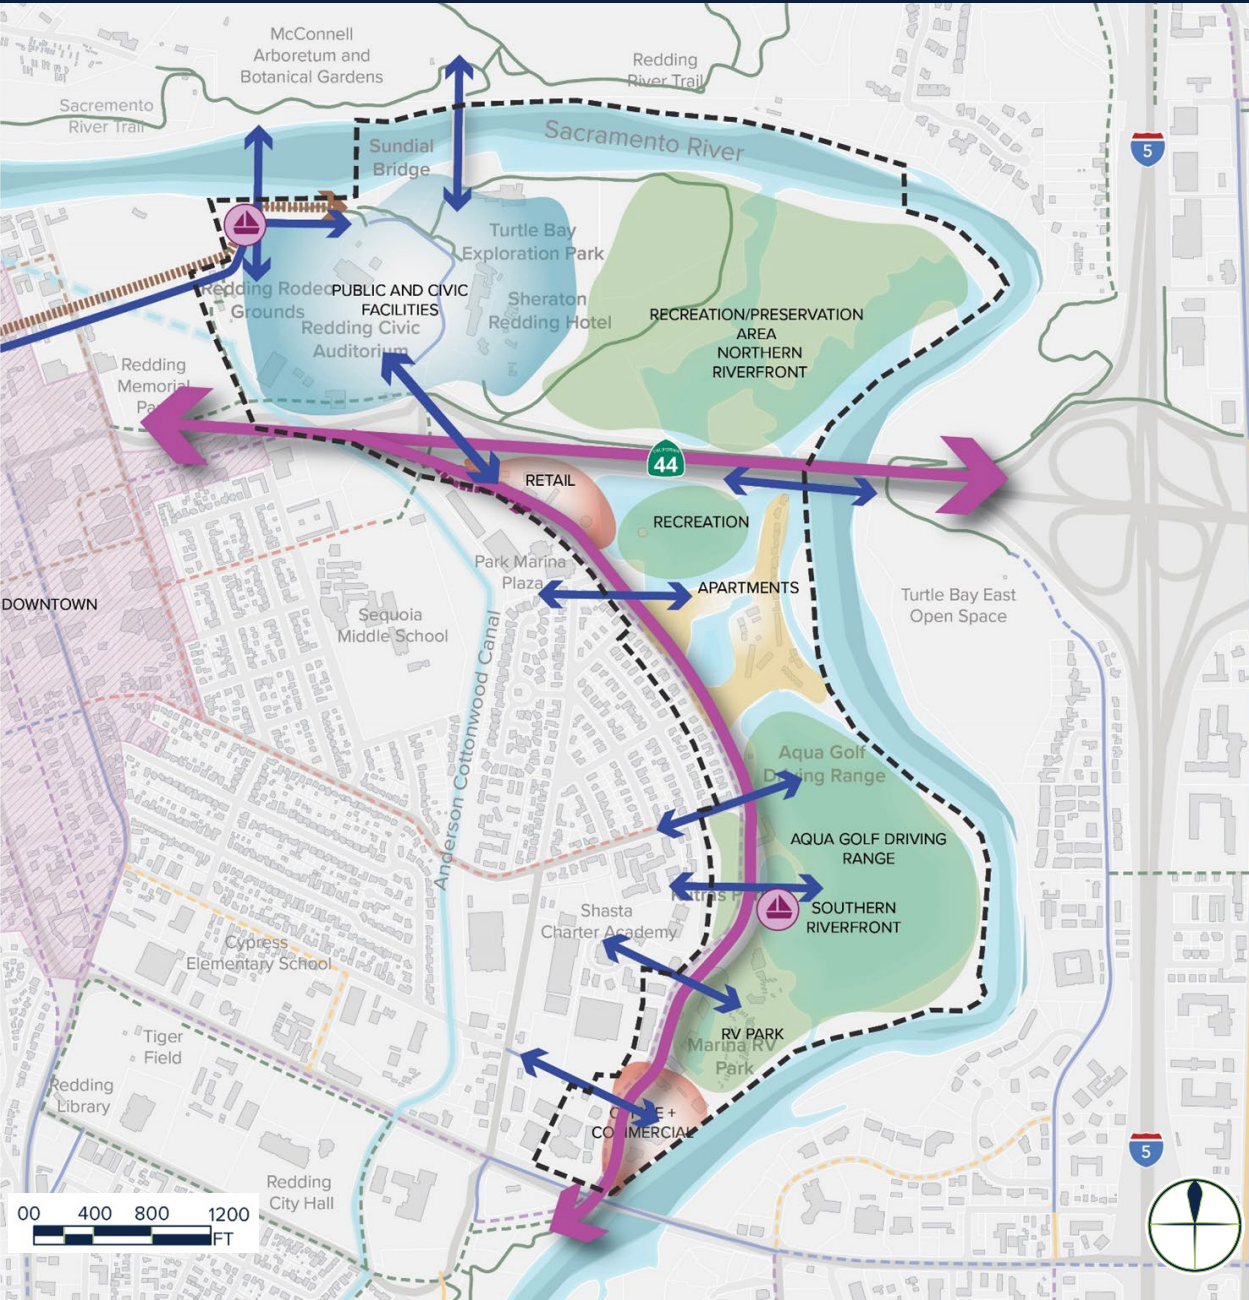 McConnell
Arboretum and
Botanical Gardens
Redding
River Trail
Sacramento
River Trail
Sundial
Bridge
Sacramento River
5
Turtle Bay
Exploration Park
Redding Rodeo
Grounds
PUBLIC AND CIVIC
FACILITIES
Sheraton
Redding Hotel
Redding Civic
Auditorium
RECREATION/PRESERVATION
AREA
NORTHERN
RIVERFRONT
Redding
Memorial
CALIFORNIA
44
RETAIL
RECREATION
Park Marina
Plaza
APARTMENTS
DOWNTOWN
Sequoia
Middle School
Turtle Bay East
Open Space
Anderson Cottonwood Canal
Aqua Golf
Driving Range
AQUA GOLF DRIVING
RANGE
SOUTHERN
RIVERFRONT
Shasta
Charter Academy
Cypress
Elementary School
RV PARK
Marina RV
Park
Tiger
Field
Redding
Library
+
COMMERCIAL
5
Redding
City Hall
00 400 800 1200
FT